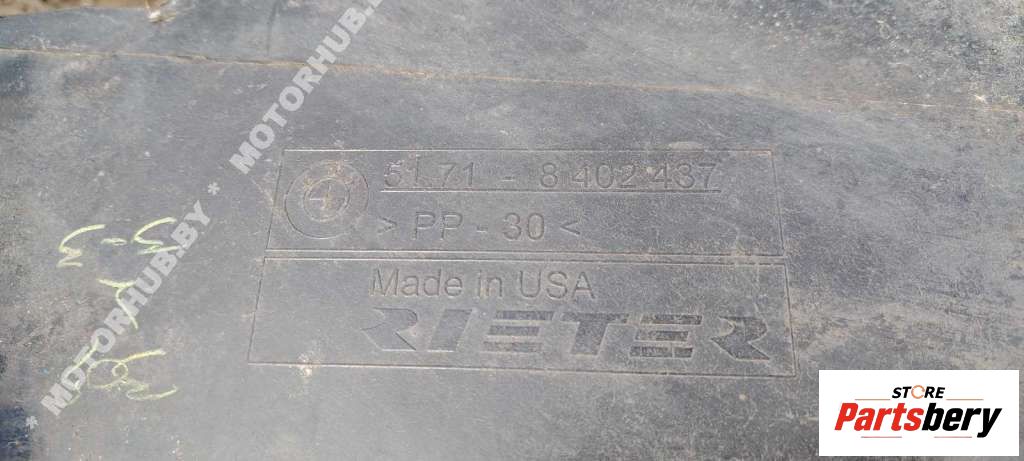 * MOTORHUB.BY * MOTORHUB.BY
51.71 - 8 402 437
> PP - 30 <
Made in USA
RIETER
STORE
Partsbery